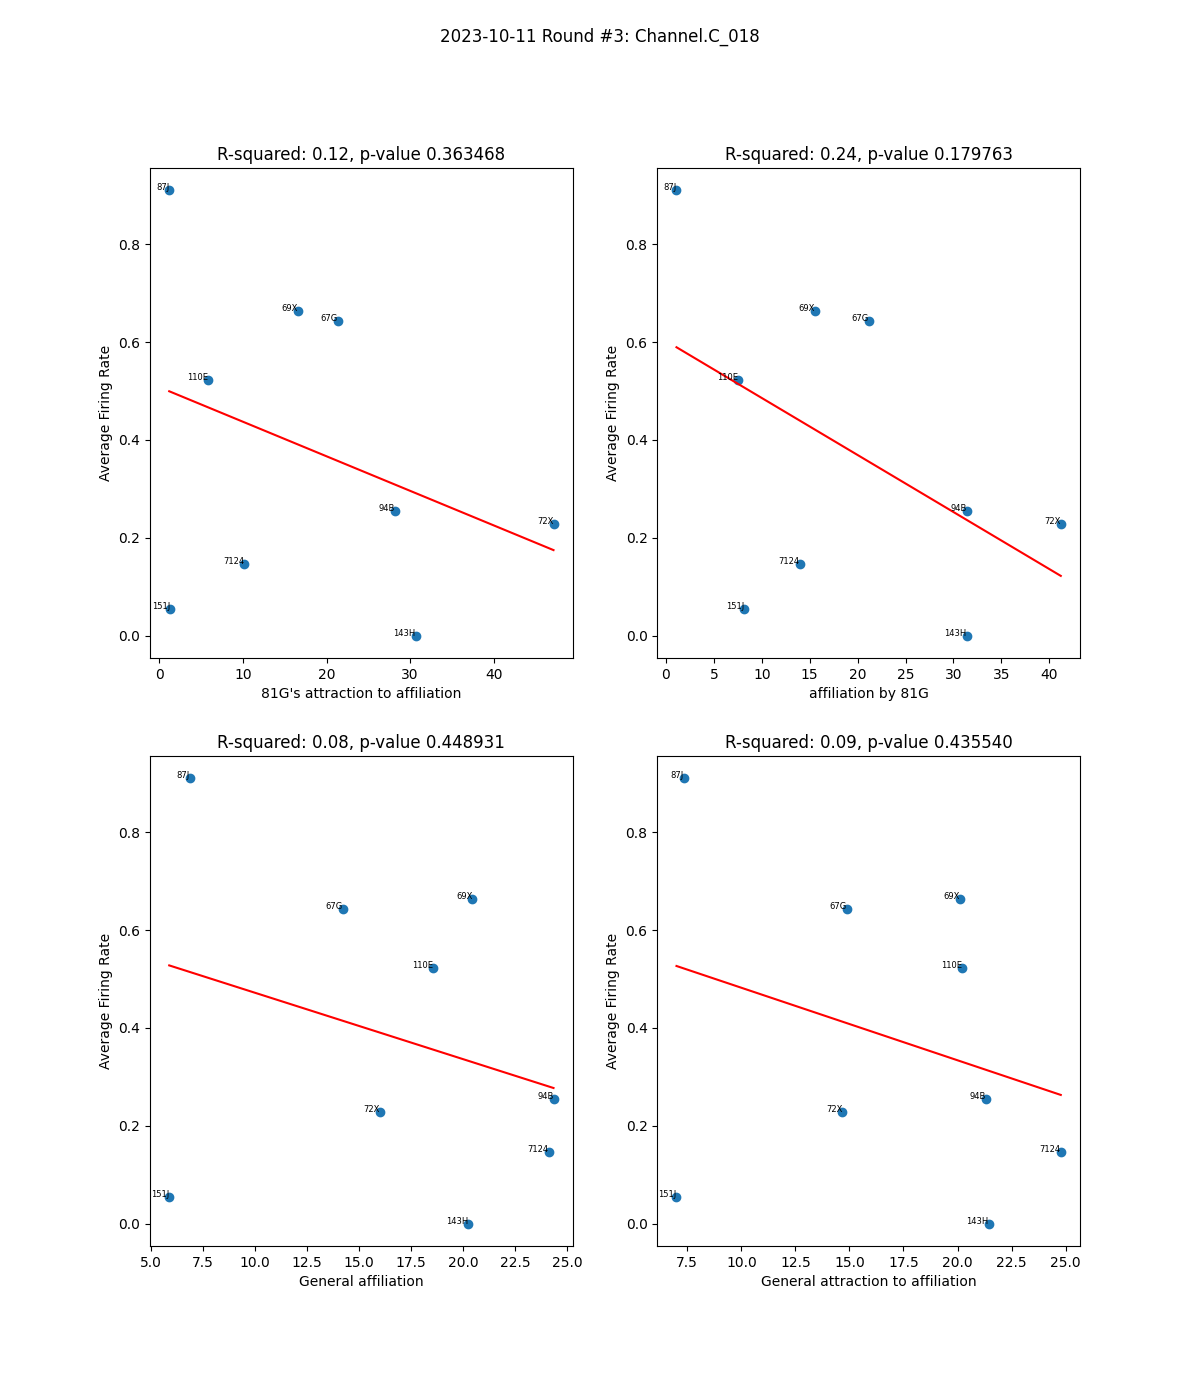 2023-10-11 Round #3: Channel.C_018
R-squared: 0.12, p-value 0.363468
87J
69X
67G
110E
94B
72X
7124
151J
143H
0.8
0.6
0.4
0.2
0.0
Average Firing Rate
0 10 20 30 40
81G's attraction to affiliation
R-squared: 0.24, p-value 0.179763
87J
69X
67G
110E
94B
72X
7124
151J
143H
0.8
0.6
0.4
0.2
0.0
Average Firing Rate
0 5 10 15 20 25 30 35 40
affiliation by 81G
R-squared: 0.08, p-value 0.448931
87J
69X
67G
110E
94B
72X
7124
151J
143H
0.8
0.6
0.4
0.2
0.0
Average Firing Rate
5.0 7.5 10.0 12.5 15.0 17.5 20.0 22.5 25.0
General affiliation
R-squared: 0.09, p-value 0.435540
87J
69X
67G
110E
94B
72X
7124
151J
143H
0.8
0.6
0.4
0.2
0.0
Average Firing Rate
7.5 10.0 12.5 15.0 17.5 20.0 22.5 25.0
General attraction to affiliation